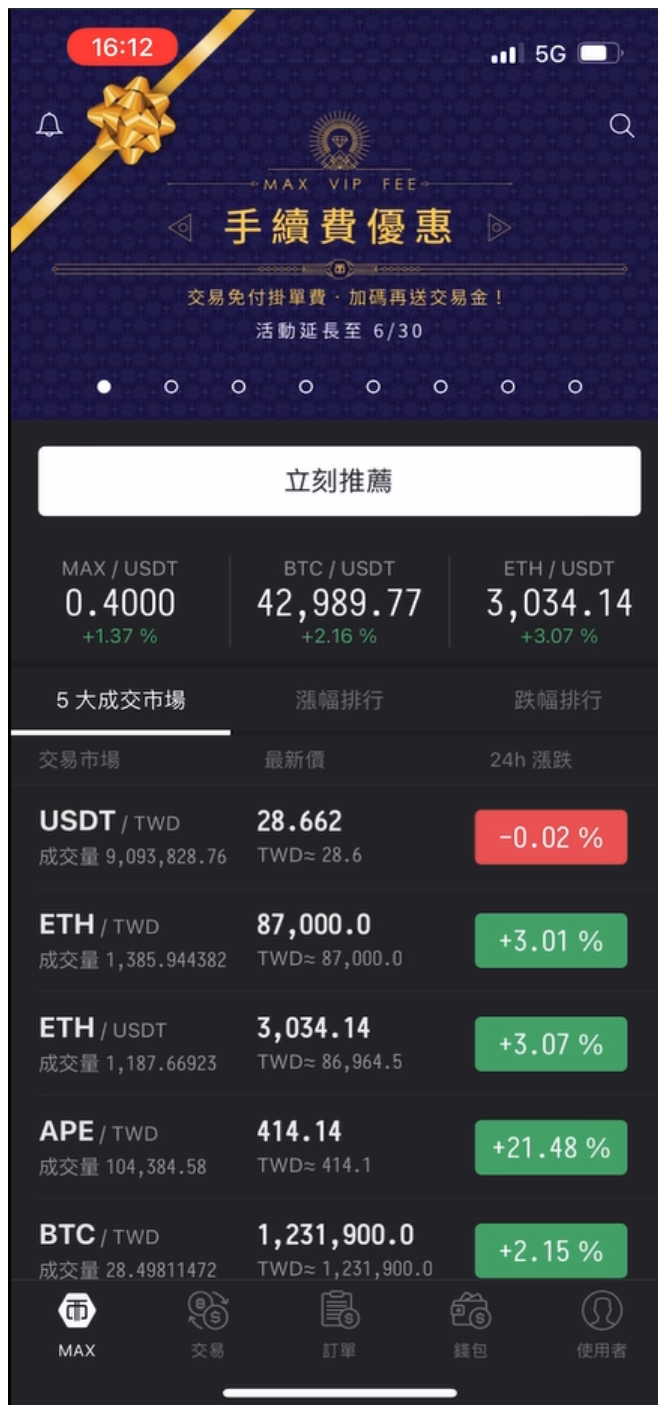 16:12
5G
MAX VIP FEE
手續費優惠
交易免付掛單費・加碼再送交易金！
活動延長至 6/30
立刻推薦
MAX / USDT
BTC / USDT
ETH / USDT
0.4000
42,989.77
3,034.14
+1.37 %
+2.16 %
+3.07 %
5 大成交市場
漲幅排行
跌幅排行
交易市場
最新價
24h 漲跌
USDT / TWD
28.662
-0.02 %
成交量 9,093,828.76
TWD≈ 28.6
ETH / TWD
87,000.0
+3.01 %
成交量 1,385.944382
TWD≈ 87,000.0
ETH / USDT
3,034.14
+3.07 %
成交量 1,187.66923
TWD≈ 86,964.5
APE / TWD
414.14
+21.48 %
成交量 104,384.58
TWD≈ 414.1
BTC / TWD
1,231,900.0
+2.15 %
成交量 28.49811472
TWD≈ 1,231,900.0
MAX
交易
訂單
錢包
使用者